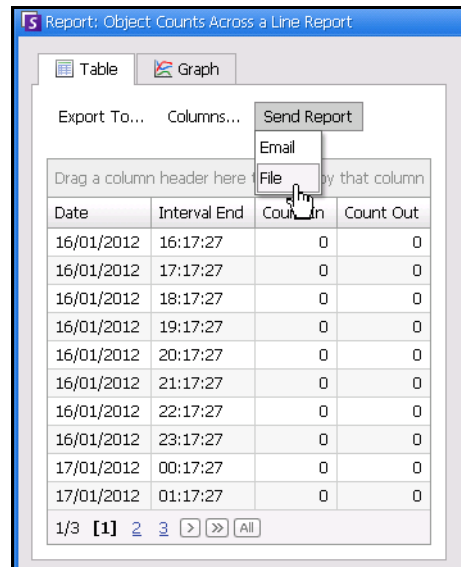 Report: Object Counts Across a Line Report
Table Graph
Export To... Columns... Send Report
Email
File
Drag a column header here by that column
Date Interval End Count In Count Out
16/01/2012 16:17:27 0 0
16/01/2012 17:17:27 0 0
16/01/2012 18:17:27 0 0
16/01/2012 19:17:27 0 0
16/01/2012 20:17:27 0 0
16/01/2012 21:17:27 0 0
16/01/2012 22:17:27 0 0
16/01/2012 23:17:27 0 0
17/01/2012 00:17:27 0 0
17/01/2012 01:17:27 0 0
1/3 [1] 2 3 > >> All